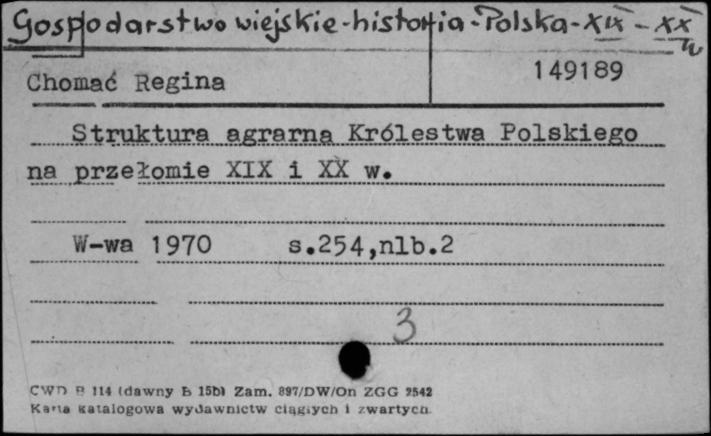 Gospodarstwo wiejskie-historia-Polska-XIX-XX w
Chomać Regina 149189
Struktura agrarna Królestwa Polskiego
na przełomie XIX i XX w.
W-wa 1970 s.254,nlb.2
3
CWD B 114 (dawny B 15b) Zam. 897/DW/On ZGG 2542
Karta katalogowa wydawnictw ciągłych i zwartych.